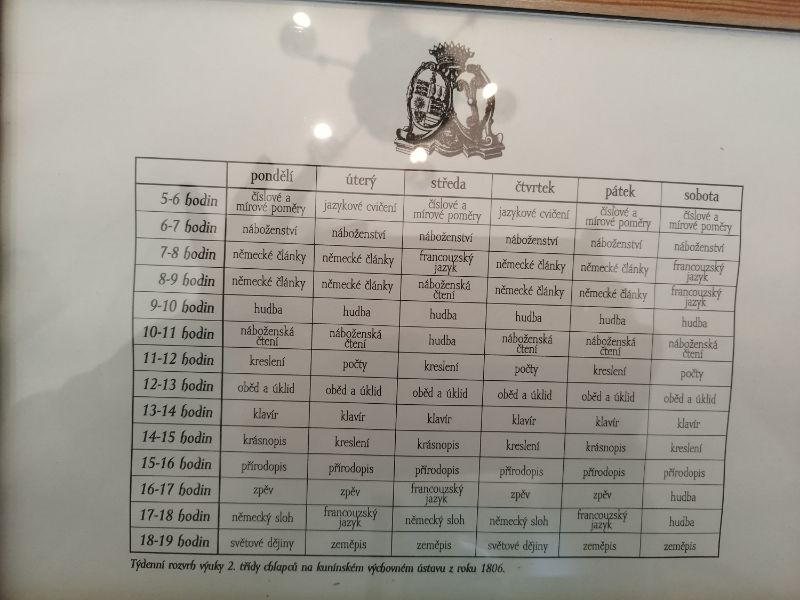 pondělí úterý středa čtvrtek pátek sobota
5-6 hodin číslové a mírové poměry jazykové cvičení číslové a mírové poměry jazykové cvičení číslové a mírové poměry číslové a mírové poměry
6-7 hodin náboženství náboženství náboženství náboženství náboženství náboženství
7-8 hodin německé články německé články francouzský jazyk německé články německé články francouzský jazyk
8-9 hodin německé články německé články náboženská čtení německé články německé články francouzský jazyk
9-10 hodin hudba hudba hudba hudba hudba hudba
10-11 hodin náboženská čtení náboženská čtení hudba náboženská čtení náboženská čtení náboženská čtení
11-12 hodin kreslení počty kreslení počty kreslení počty
12-13 hodin oběd a úklid oběd a úklid oběd a úklid oběd a úklid oběd a úklid oběd a úklid
13-14 hodin klavír klavír klavír klavír klavír klavír
14-15 hodin krásnopis kreslení krásnopis kreslení krásnopis kreslení
15-16 hodin přírodopis přírodopis přírodopis přírodopis přírodopis přírodopis
16-17 hodin zpěv zpěv francouzský jazyk zpěv zpěv hudba
17-18 hodin německý sloh francouzský jazyk německý sloh německý sloh francouzský jazyk hudba
18-19 hodin světové dějiny zeměpis zeměpis světové dějiny zeměpis zeměpis
Týdenní rozvrh výuky 2. třídy chlapců na kunínském výchovném ústavu z roku 1806.